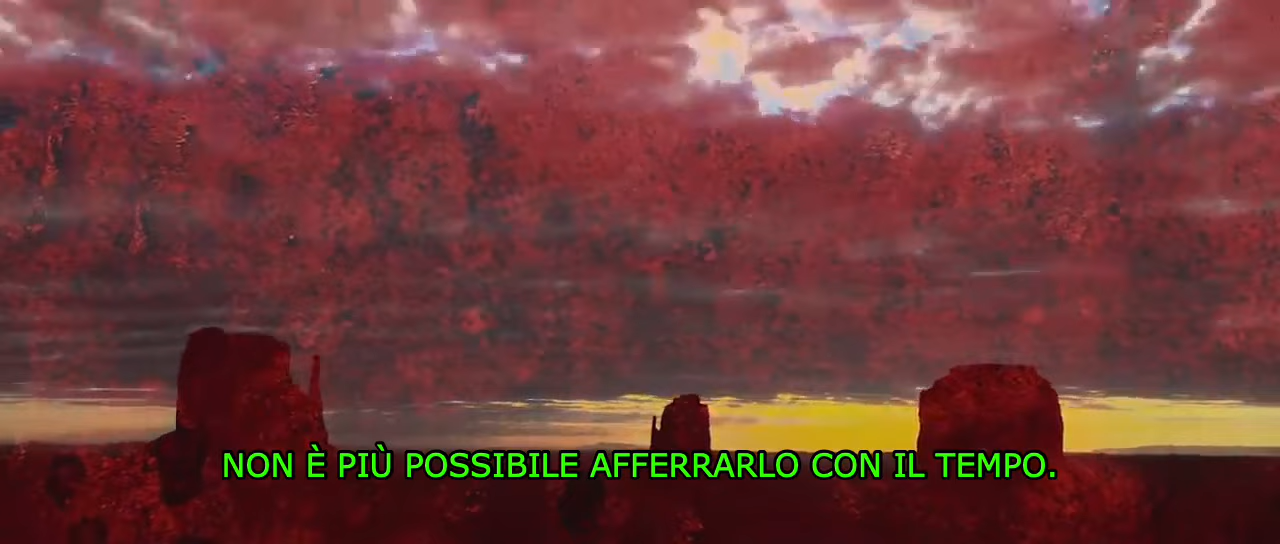 NON È PIÙ POSSIBILE AFFERRARLO CON IL TEMPO.